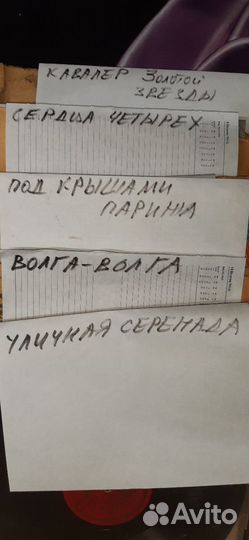 КАВАЛЕР ЗОЛОТОЙ
ЗВЕЗДЫ
СЕРДЦА ЧЕТЫРЕХ
ПОД КРЫШАМИ
ПАРИЖА
ВОЛГА-ВОЛГА
УЛИЧНАЯ СЕРЕНАДА
Avito